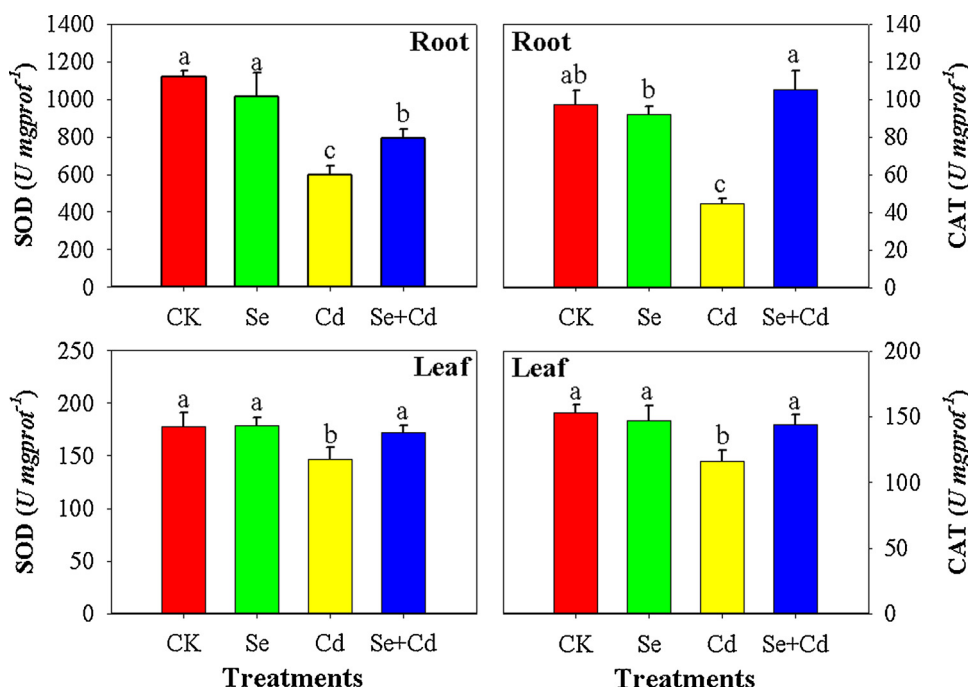 SOD (U mgprot⁻¹)
1400
1200
1000
800
600
400
200
0
Root
a
a
c
b
CK Se Cd Se+Cd
Root
ab
b
c
a
CK Se Cd Se+Cd
140
120
100
80
60
40
20
0
CAT (U mgprot⁻¹)
SOD (U mgprot⁻¹)
250
200
150
100
50
0
Leaf
a
a
b
a
CK Se Cd Se+Cd
Treatments
Leaf
a
a
b
a
CK Se Cd Se+Cd
Treatments
200
150
100
50
0
CAT (U mgprot⁻¹)